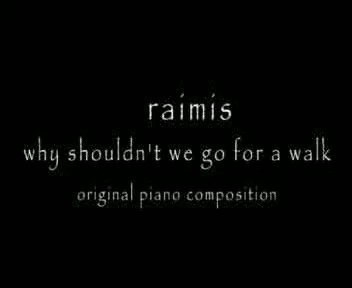 raimis
why shouldn't we go for a walk
original piano composition